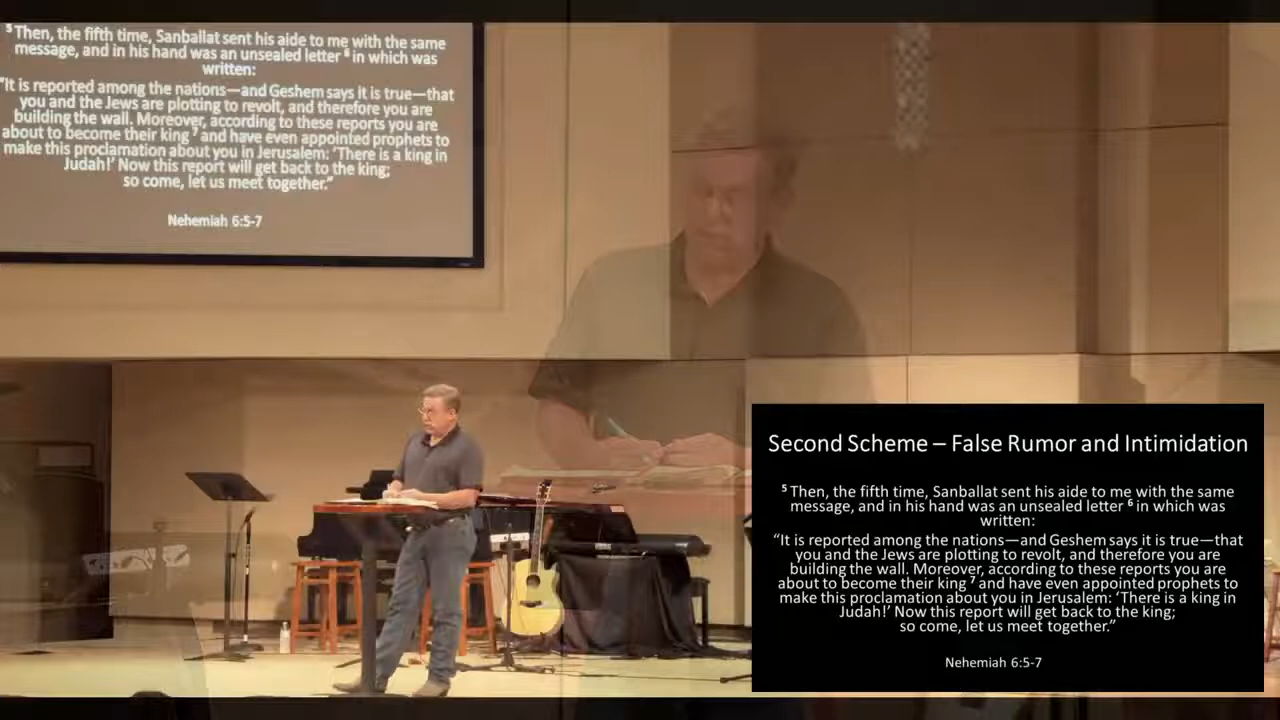 ⁵ Then, the fifth time, Sanballat sent his aide to me with the same
message, and in his hand was an unsealed letter ⁶ in which was
written:
"It is reported among the nations—and Geshem says it is true—that
you and the Jews are plotting to revolt, and therefore you are
building the wall. Moreover, according to these reports you are
about to become their king ⁷ and have even appointed prophets to
make this proclamation about you in Jerusalem: 'There is a king in
Judah!' Now this report will get back to the king;
so come, let us meet together."
Nehemiah 6:5-7
Second Scheme – False Rumor and Intimidation
⁵ Then, the fifth time, Sanballat sent his aide to me with the same
message, and in his hand was an unsealed letter ⁶ in which was
written:
"It is reported among the nations—and Geshem says it is true—that
you and the Jews are plotting to revolt, and therefore you are
building the wall. Moreover, according to these reports you are
about to become their king ⁷ and have even appointed prophets to
make this proclamation about you in Jerusalem: 'There is a king in
Judah!' Now this report will get back to the king;
so come, let us meet together."
Nehemiah 6:5-7